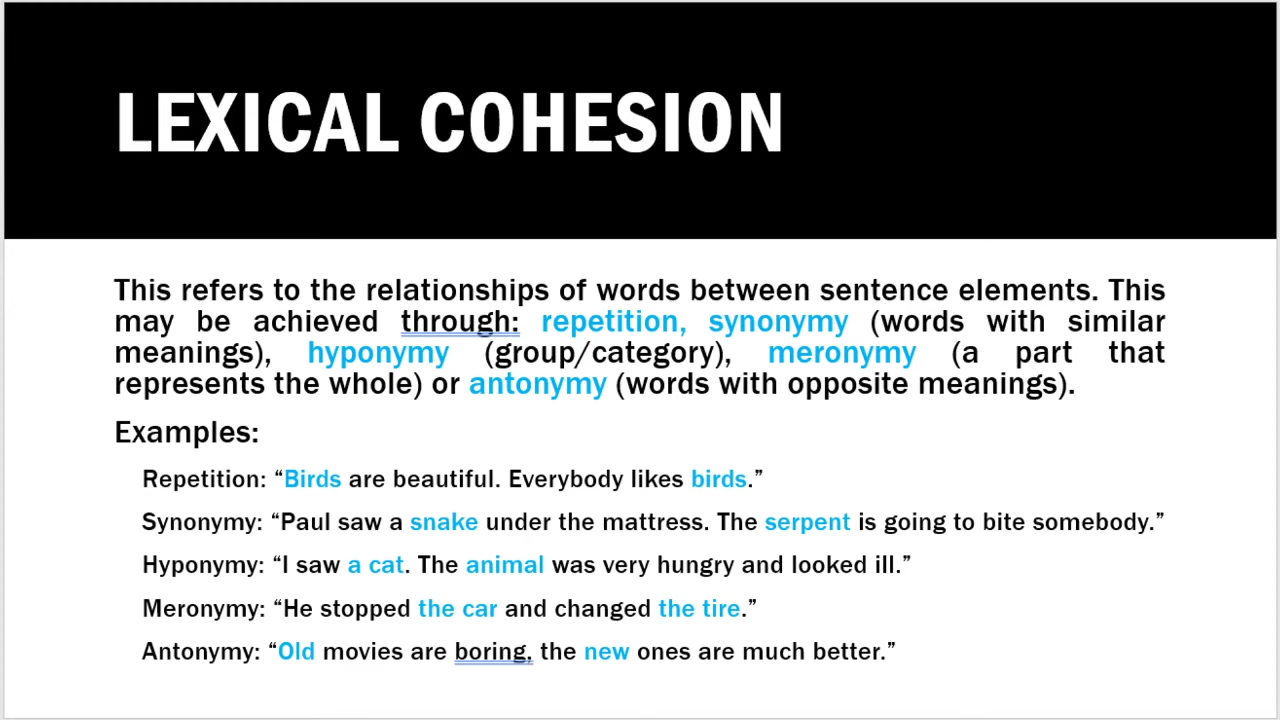 LEXICAL COHESION
This refers to the relationships of words between sentence elements. This
may be achieved through: repetition, synonymy (words with similar
meanings), hyponymy (group/category), meronymy (a part that
represents the whole) or antonymy (words with opposite meanings).
Examples:
Repetition: “Birds are beautiful. Everybody likes birds.”
Synonymy: “Paul saw a snake under the mattress. The serpent is going to bite somebody.”
Hyponymy: “I saw a cat. The animal was very hungry and looked ill.”
Meronymy: “He stopped the car and changed the tire.”
Antonymy: “Old movies are boring, the new ones are much better.”